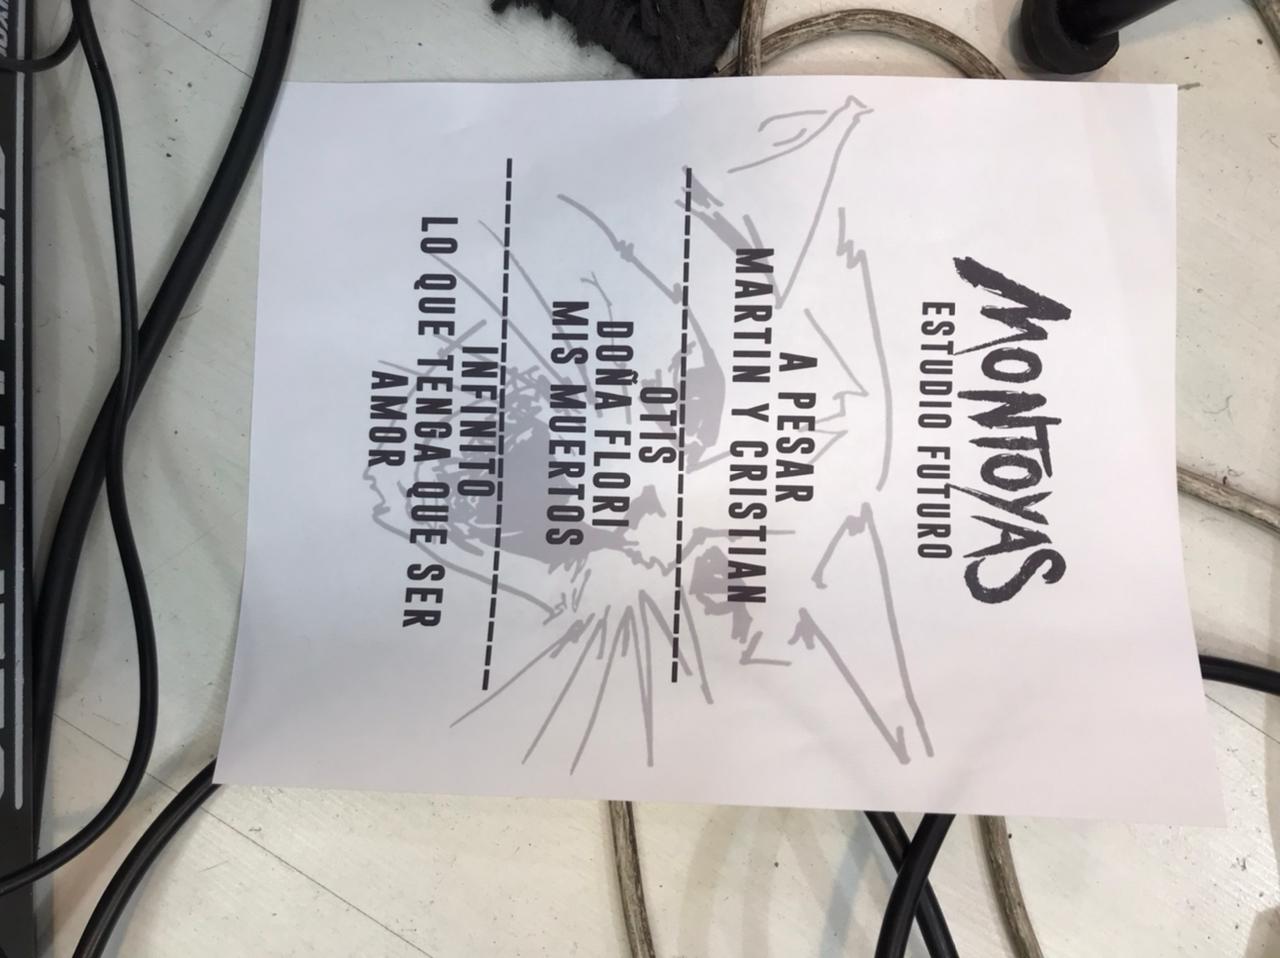 MONTOYAS
ESTUDIO FUTURO
A PESAR
MARTIN Y CRISTIAN
OTIS
DOÑA FLORI
MIS MUERTOS
INFINITO
LO QUE TENGA QUE SER
AMOR